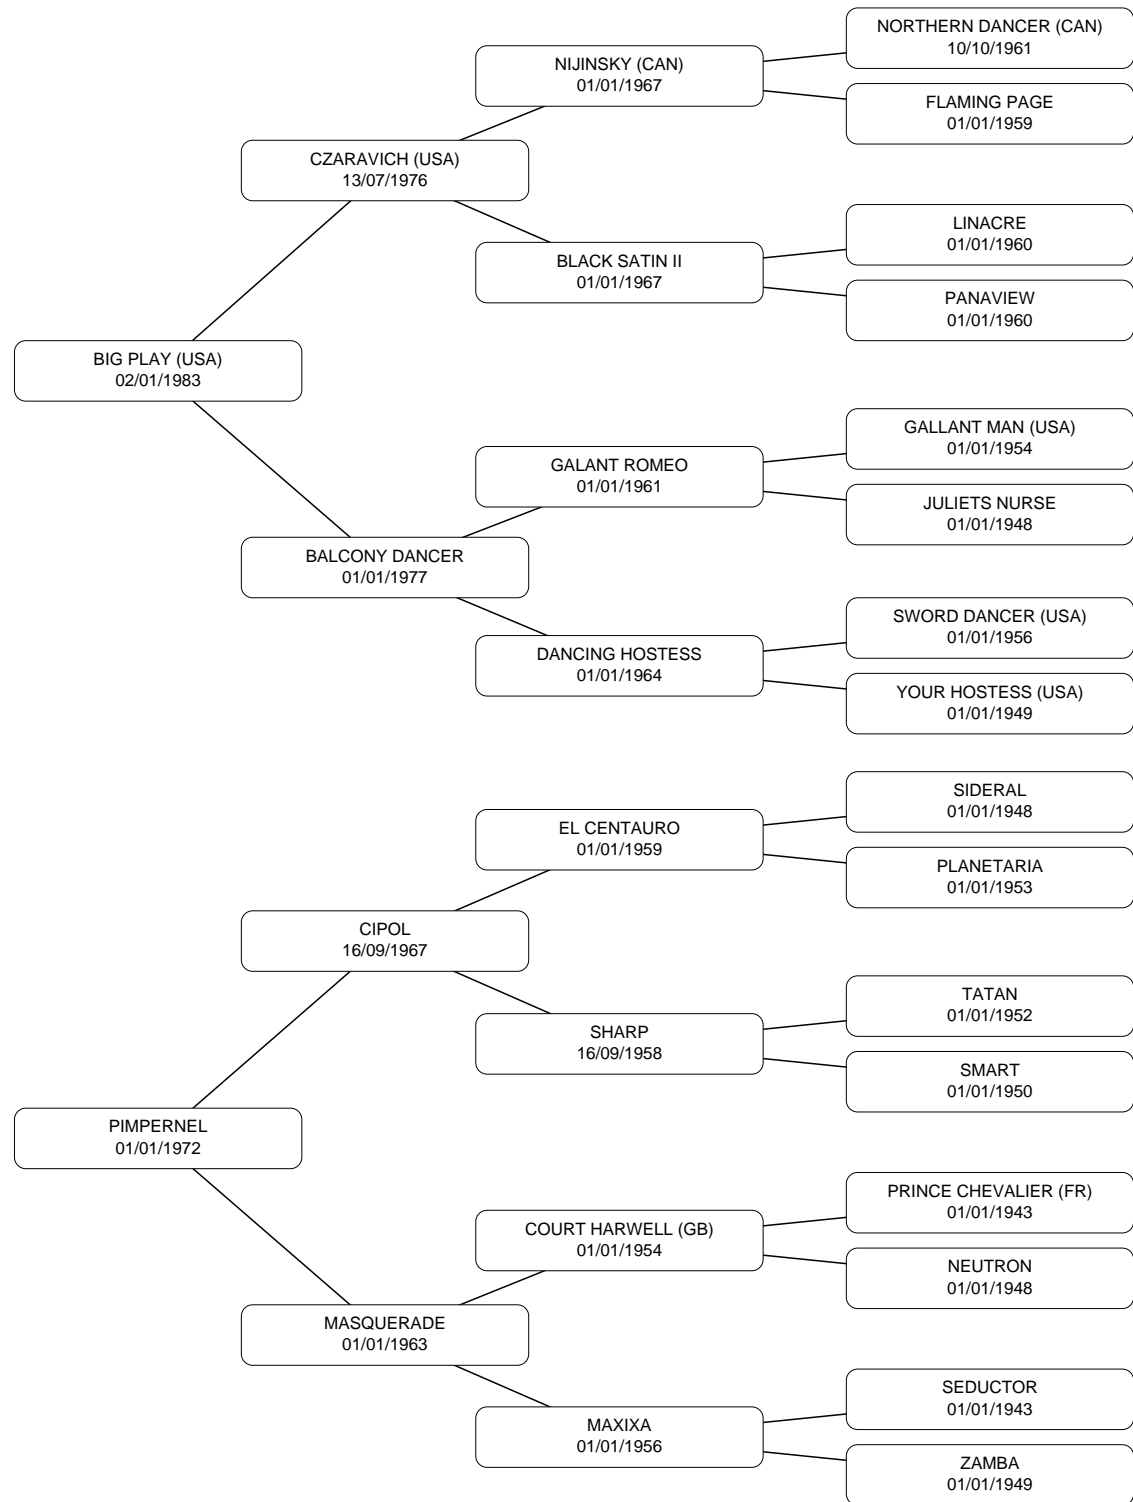 NORTHERN DANCER (CAN)
10/10/1961
NIJINSKY (CAN)
01/01/1967
FLAMING PAGE
01/01/1959
CZARAVICH (USA)
13/07/1976
LINACRE
01/01/1960
BLACK SATIN II
01/01/1967
PANAVIEW
01/01/1960
BIG PLAY (USA)
02/01/1983
GALLANT MAN (USA)
01/01/1954
GALANT ROMEO
01/01/1961
JULIETS NURSE
01/01/1948
BALCONY DANCER
01/01/1977
SWORD DANCER (USA)
01/01/1956
DANCING HOSTESS
01/01/1964
YOUR HOSTESS (USA)
01/01/1949
SIDERAL
01/01/1948
EL CENTAURO
01/01/1959
PLANETARIA
01/01/1953
CIPOL
16/09/1967
TATAN
01/01/1952
SHARP
16/09/1958
SMART
01/01/1950
PIMPERNEL
01/01/1972
PRINCE CHEVALIER (FR)
01/01/1943
COURT HARWELL (GB)
01/01/1954
NEUTRON
01/01/1948
MASQUERADE
01/01/1963
SEDUCTOR
01/01/1943
MAXIXA
01/01/1956
ZAMBA
01/01/1949